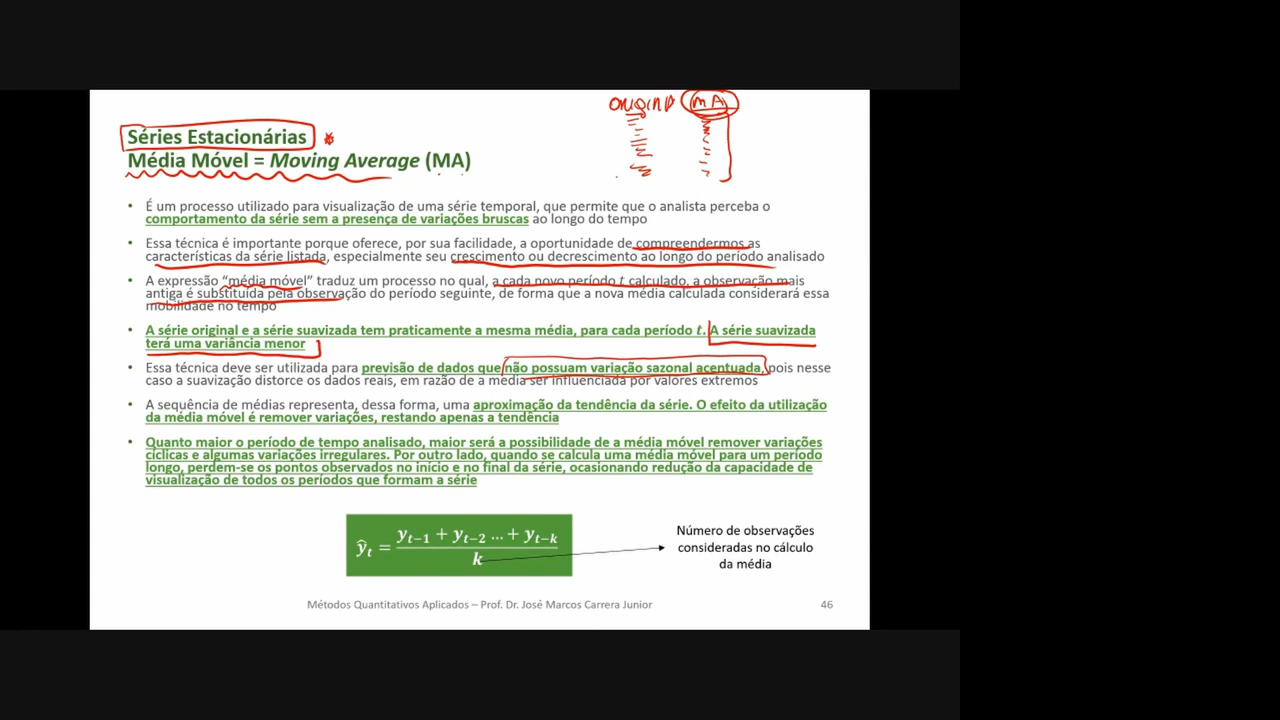 MA
Séries Estacionárias
Média Móvel = Moving Average (MA)
• É um processo utilizado para visualização de uma série temporal, que permite que o analista perceba o
comportamento da série sem a presença de variações bruscas ao longo do tempo
• Essa técnica é importante porque oferece, por sua facilidade, a oportunidade de compreendermos as
características da série listada, especialmente seu crescimento ou decrescimento ao longo do período analisado
• A expressão “média móvel” traduz um processo no qual, a cada novo período t calculado, a observação mais
antiga é substituída pela observação do período seguinte, de forma que a nova média calculada considerará essa
mobilidade no tempo
• A série original e a série suavizada tem praticamente a mesma média, para cada período t. A série suavizada
terá uma variância menor
• Essa técnica deve ser utilizada para previsão de dados que não possuam variação sazonal acentuada, pois nesse
caso a suavização distorce os dados reais, em razão de a média ser influenciada por valores extremos
• A sequência de médias representa, dessa forma, uma aproximação da tendência da série. O efeito da utilização
da média móvel é remover variações, restando apenas a tendência
• Quanto maior o período de tempo analisado, maior será a possibilidade de a média móvel remover variações
cíclicas e algumas variações irregulares. Por outro lado, quando se calcula uma média móvel para um período
longo, perdem-se os pontos observados no início e no final da série, ocasionando redução da capacidade de
visualização de todos os períodos que formam a série
ŷₜ = (yₜ₋₁ + yₜ₋₂ ... + yₜ₋ₖ) / k
Número de observações
consideradas no cálculo
da média
Métodos Quantitativos Aplicados – Prof. Dr. José Marcos Carrera Junior
46